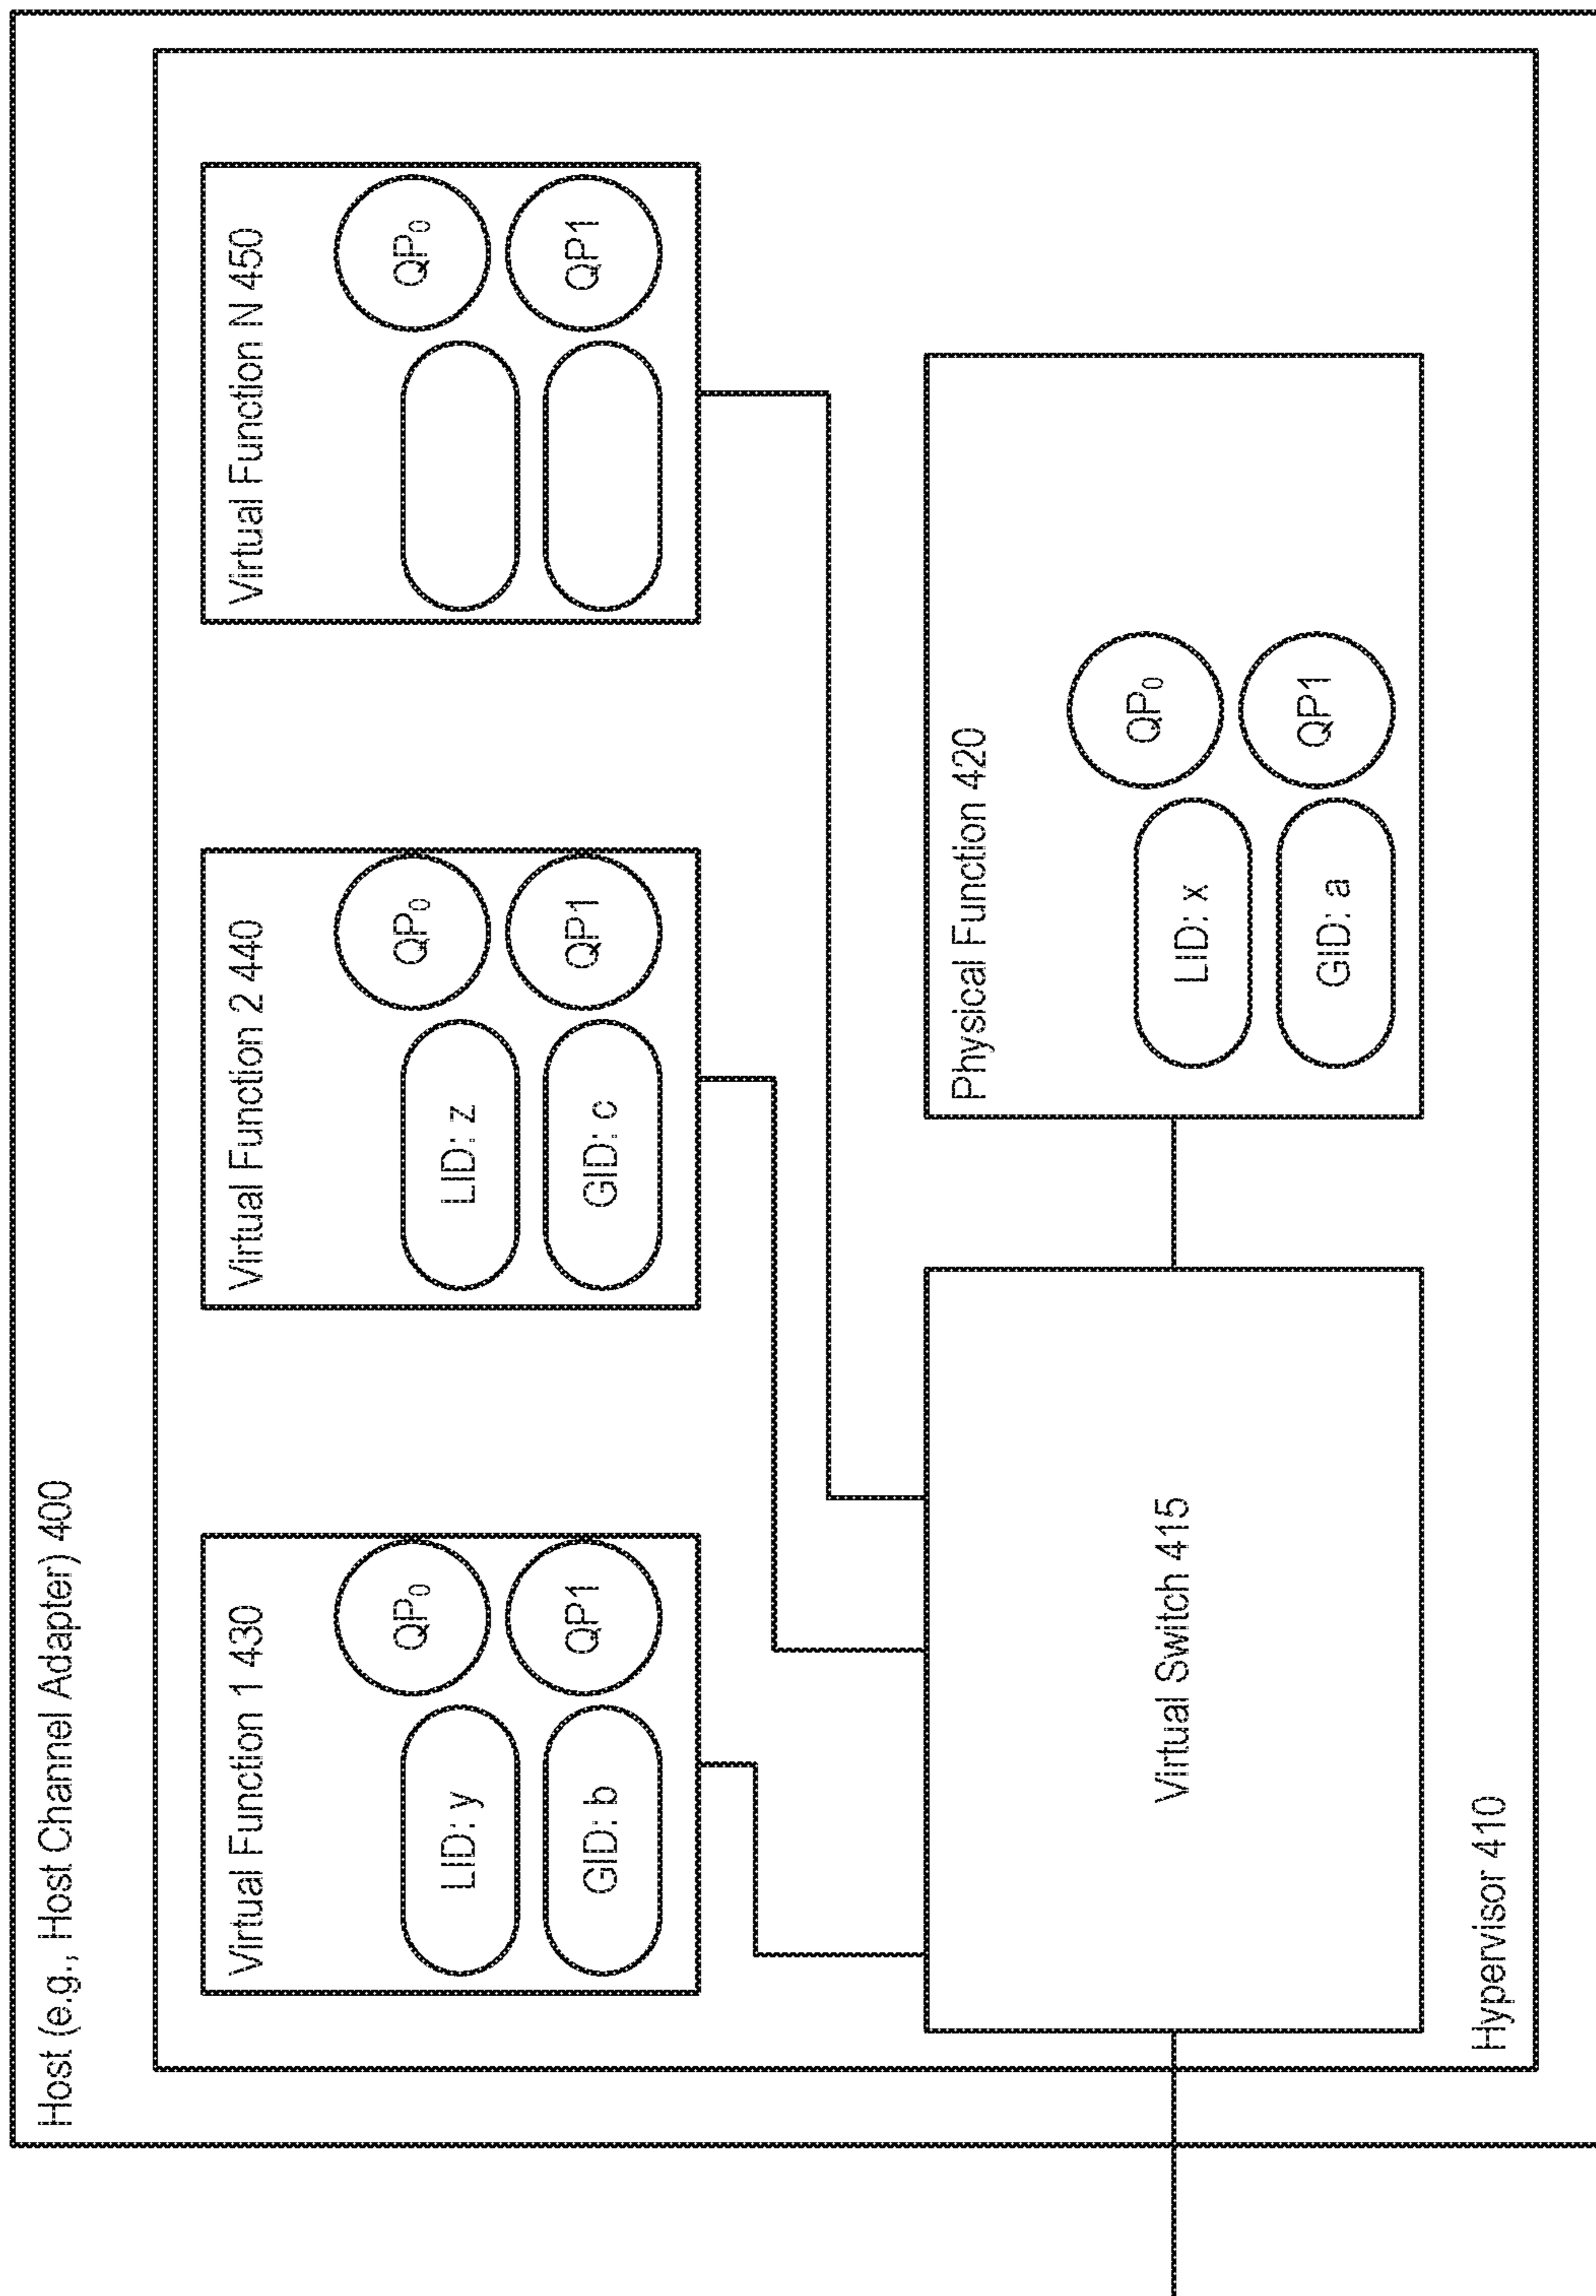 Host (e.g., Host Channel Adapter) 400
Virtual Function 1 430
LID: y
QP₀
GID: b
QP1
Virtual Function 2 440
LID: z
QP₀
GID: c
QP1
Virtual Function N 450
QP₀
QP1
Virtual Switch 415
Physical Function 420
LID: x
QP₀
GID: a
QP1
Hypervisor 410